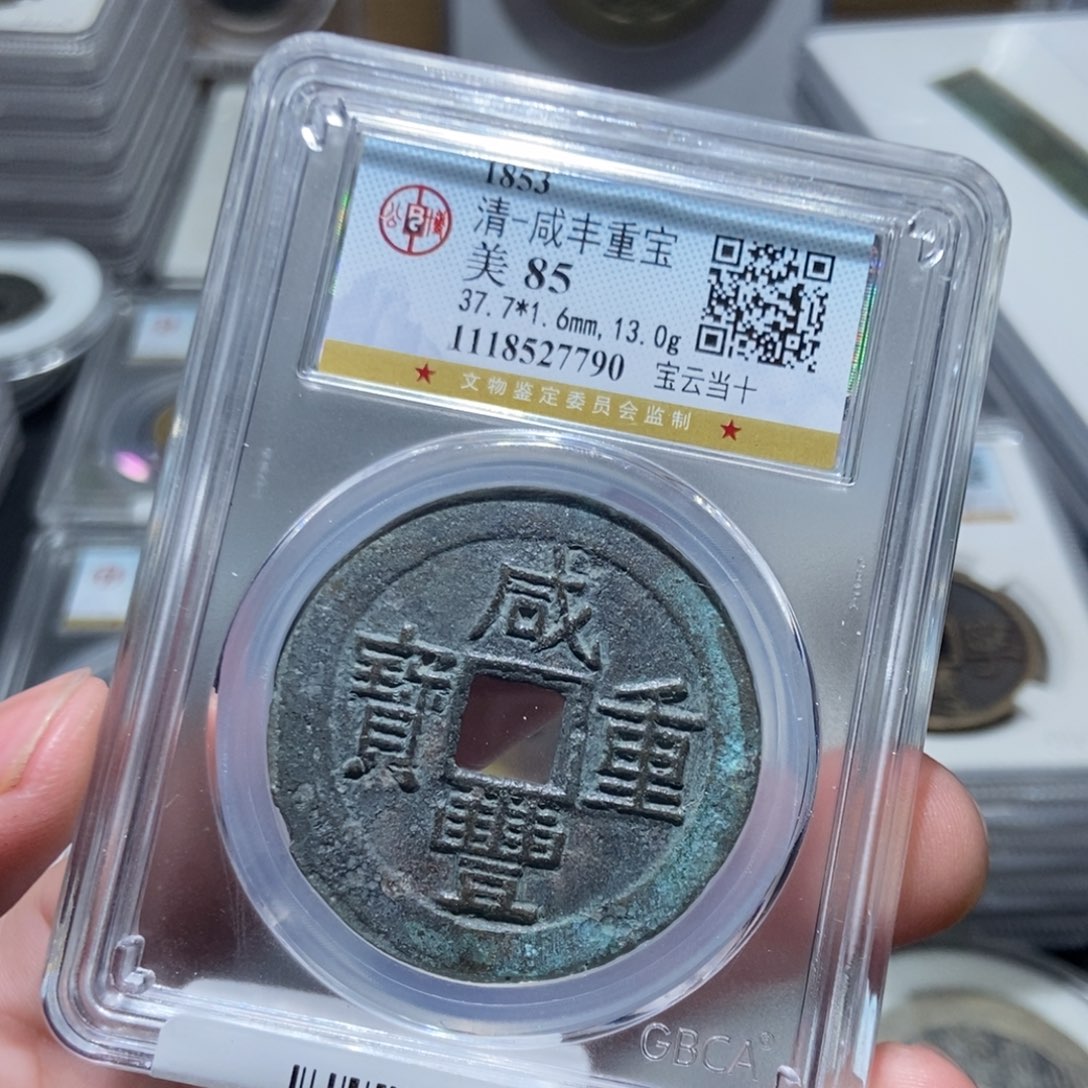 1853
清-咸丰重宝
美 85
37.7*1.6mm,13.0g
1118527790
宝云当十
★ 文物鉴定委员会监制 ★
咸
豐
重
寶
GBCA®